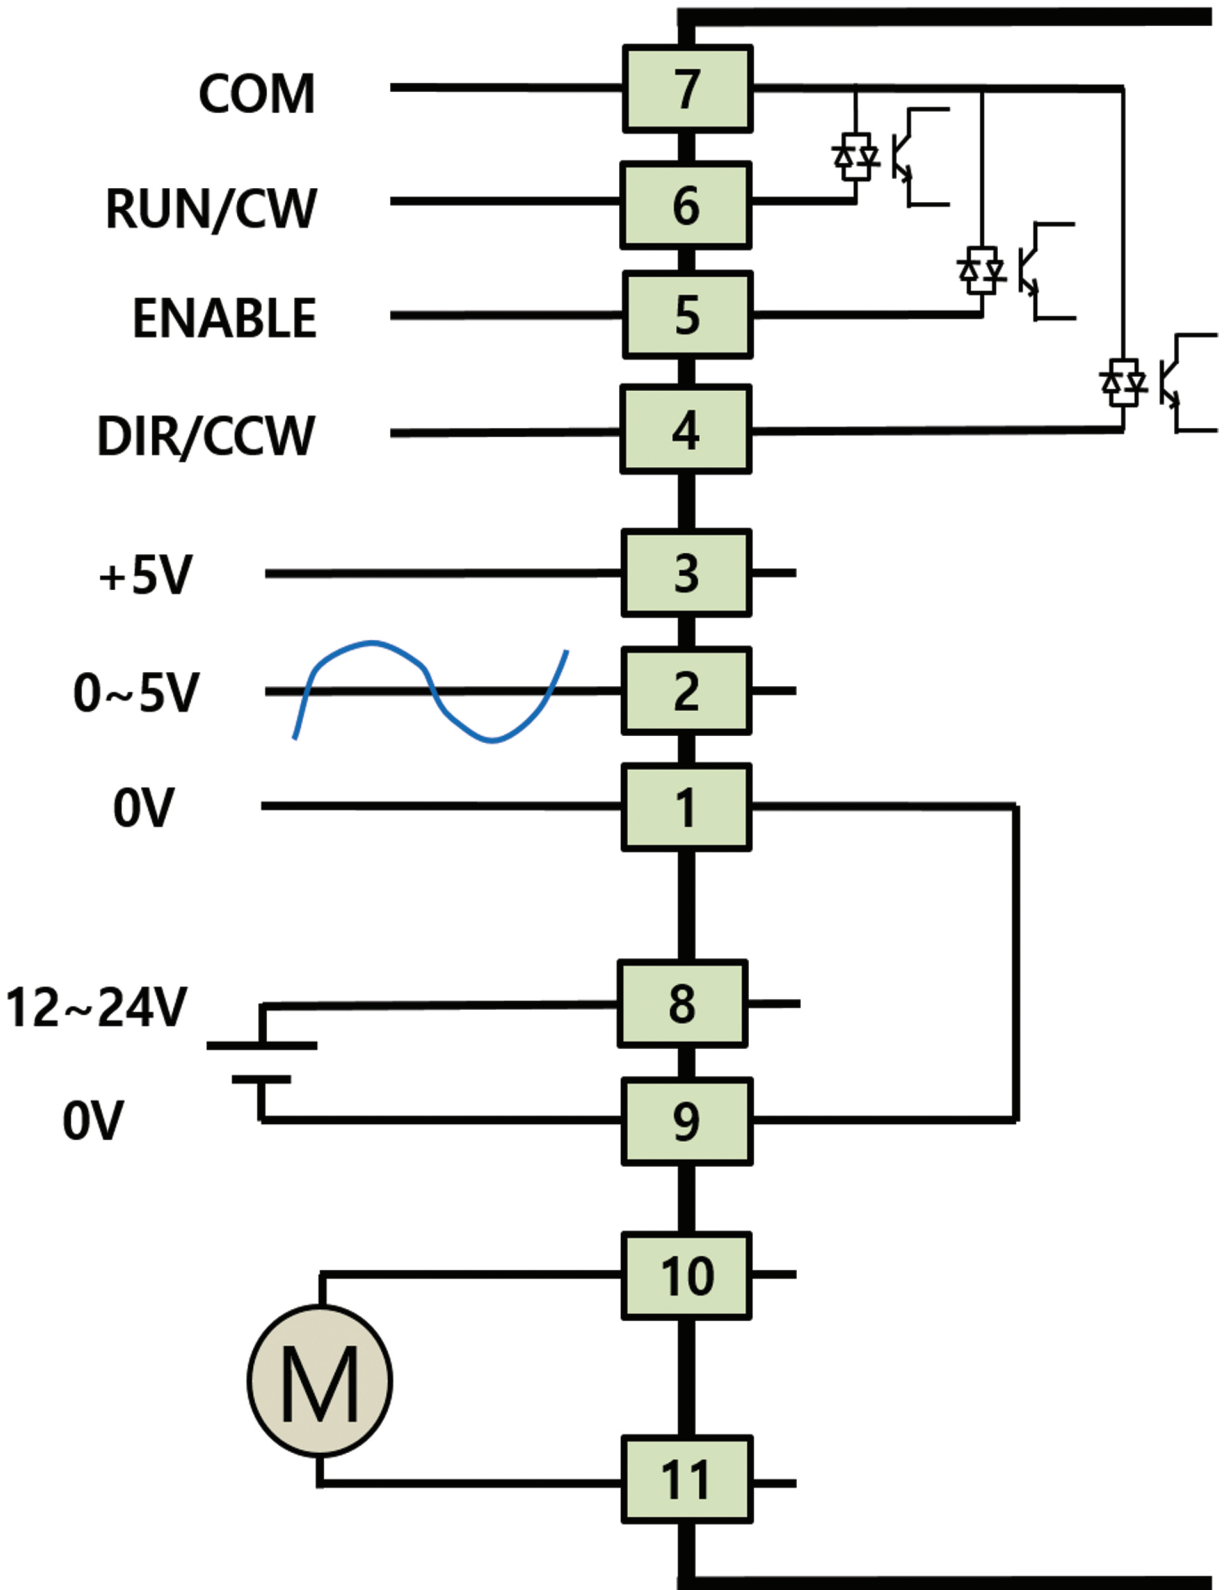 COM 7
RUN/CW 6
ENABLE 5
DIR/CCW 4
+5V 3
0~5V 2
0V 1
12~24V 8
0V 9
10
M
11